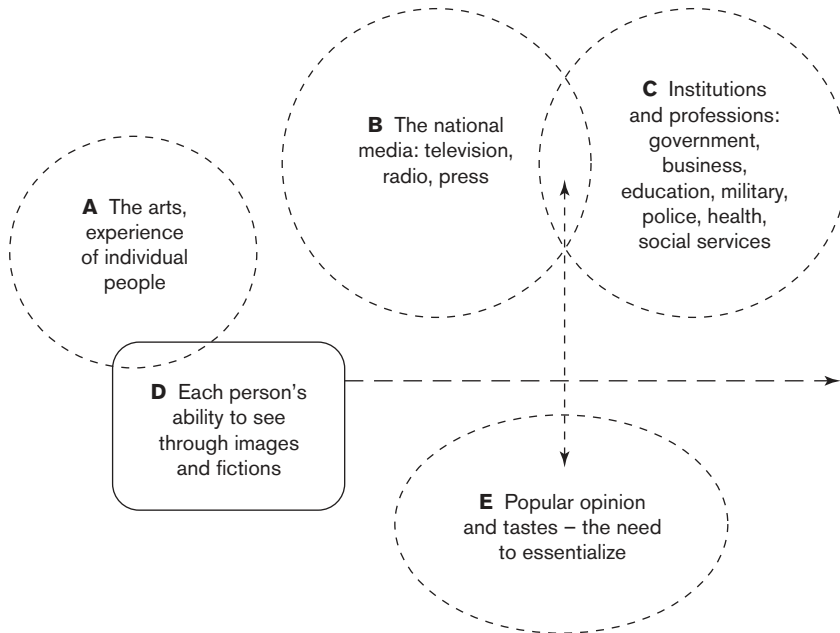 A The arts,
experience
of individual
people
B The national
media: television,
radio, press
C Institutions
and professions:
government,
business,
education, military,
police, health,
social services
D Each person’s
ability to see
through images
and fictions
E Popular opinion
and tastes – the need
to essentialize